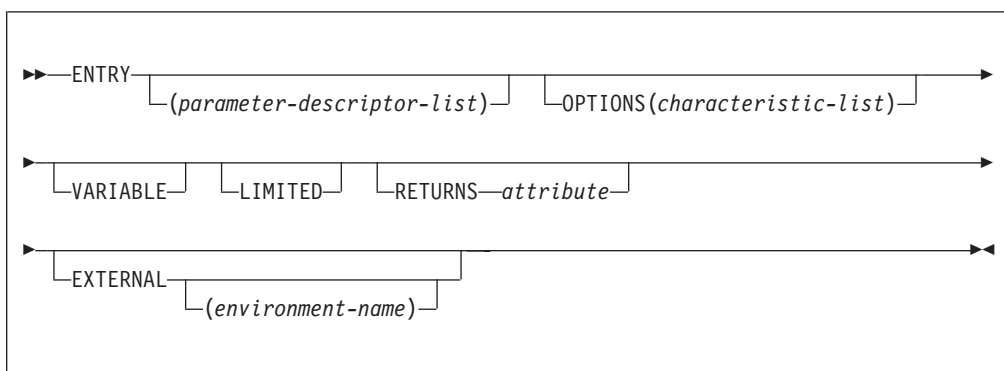 ENTRY
(parameter-descriptor-list) OPTIONS(characteristic-list)
VARIABLE LIMITED RETURNS attribute
EXTERNAL
(environment-name)